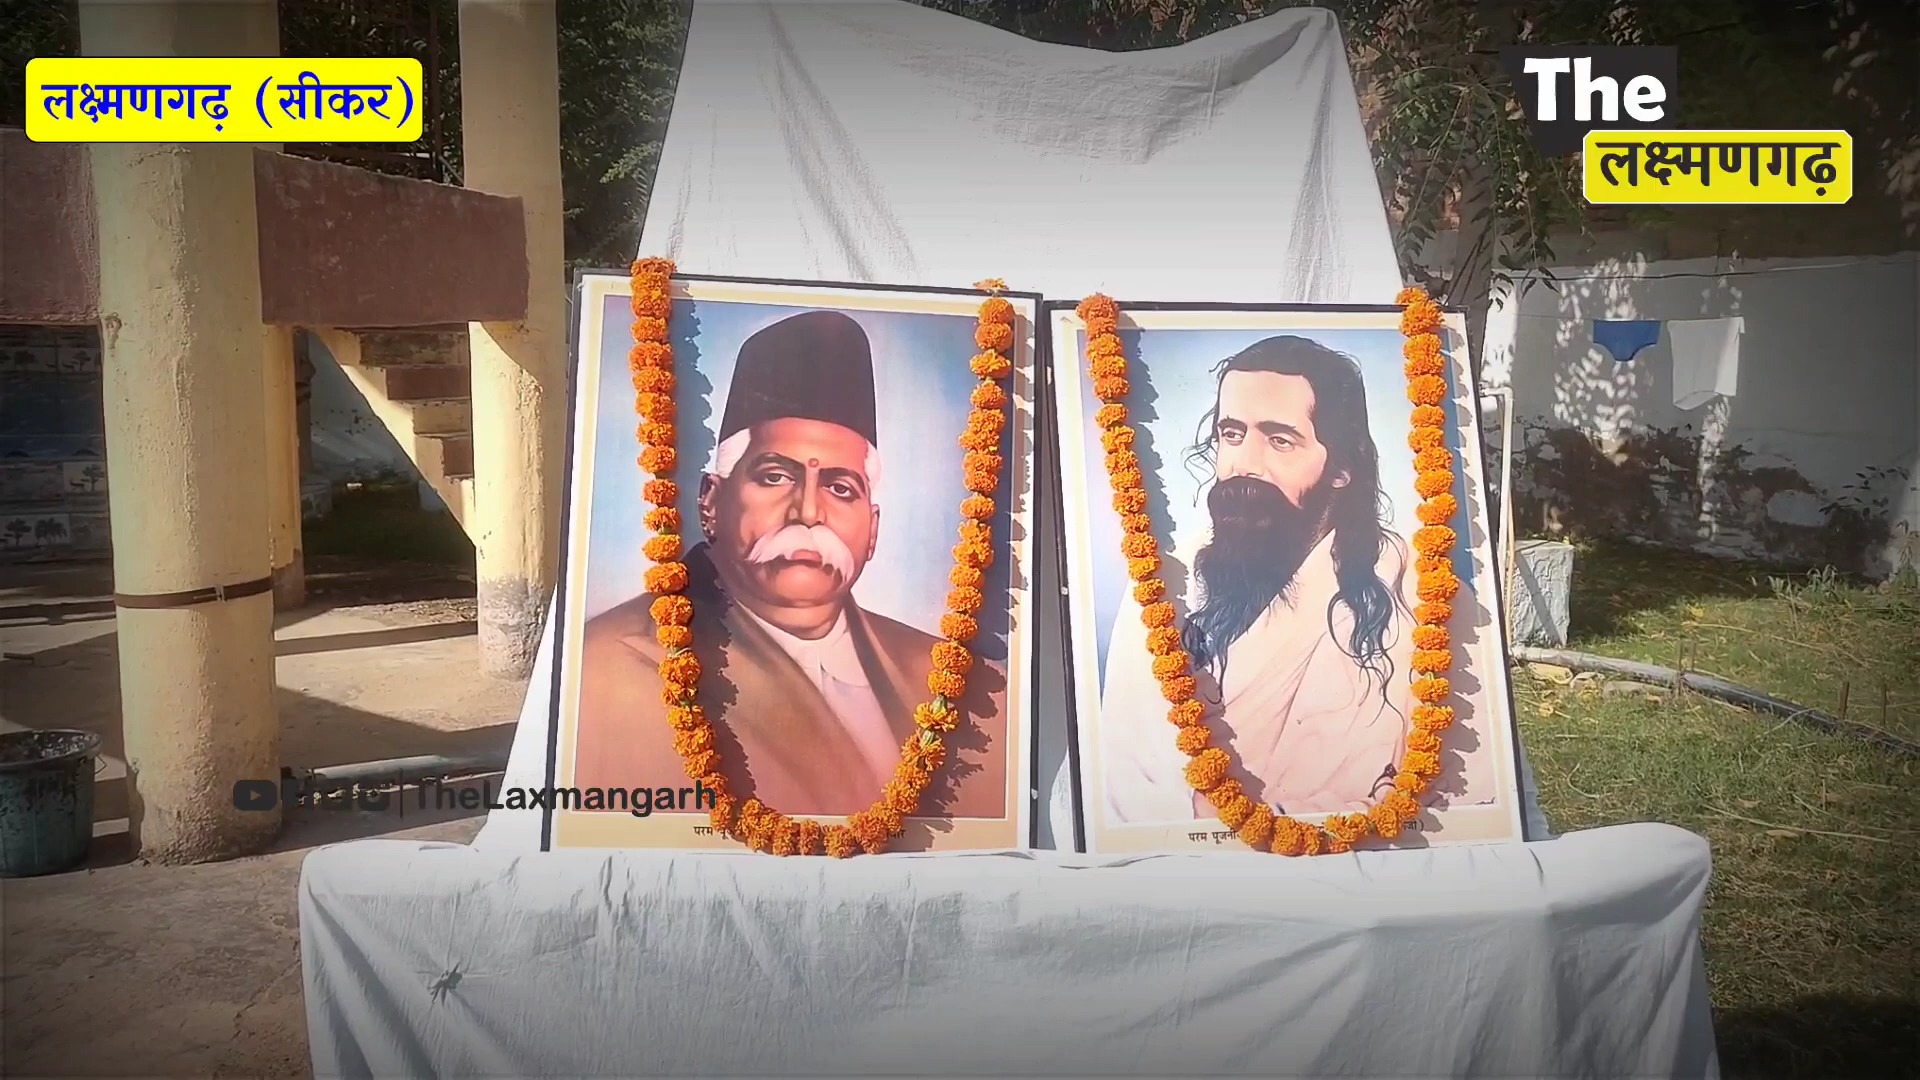 लक्ष्मणगढ़ (सीकर)
The
लक्ष्मणगढ़
TheLaxmangarh
परम
परम पूजनी